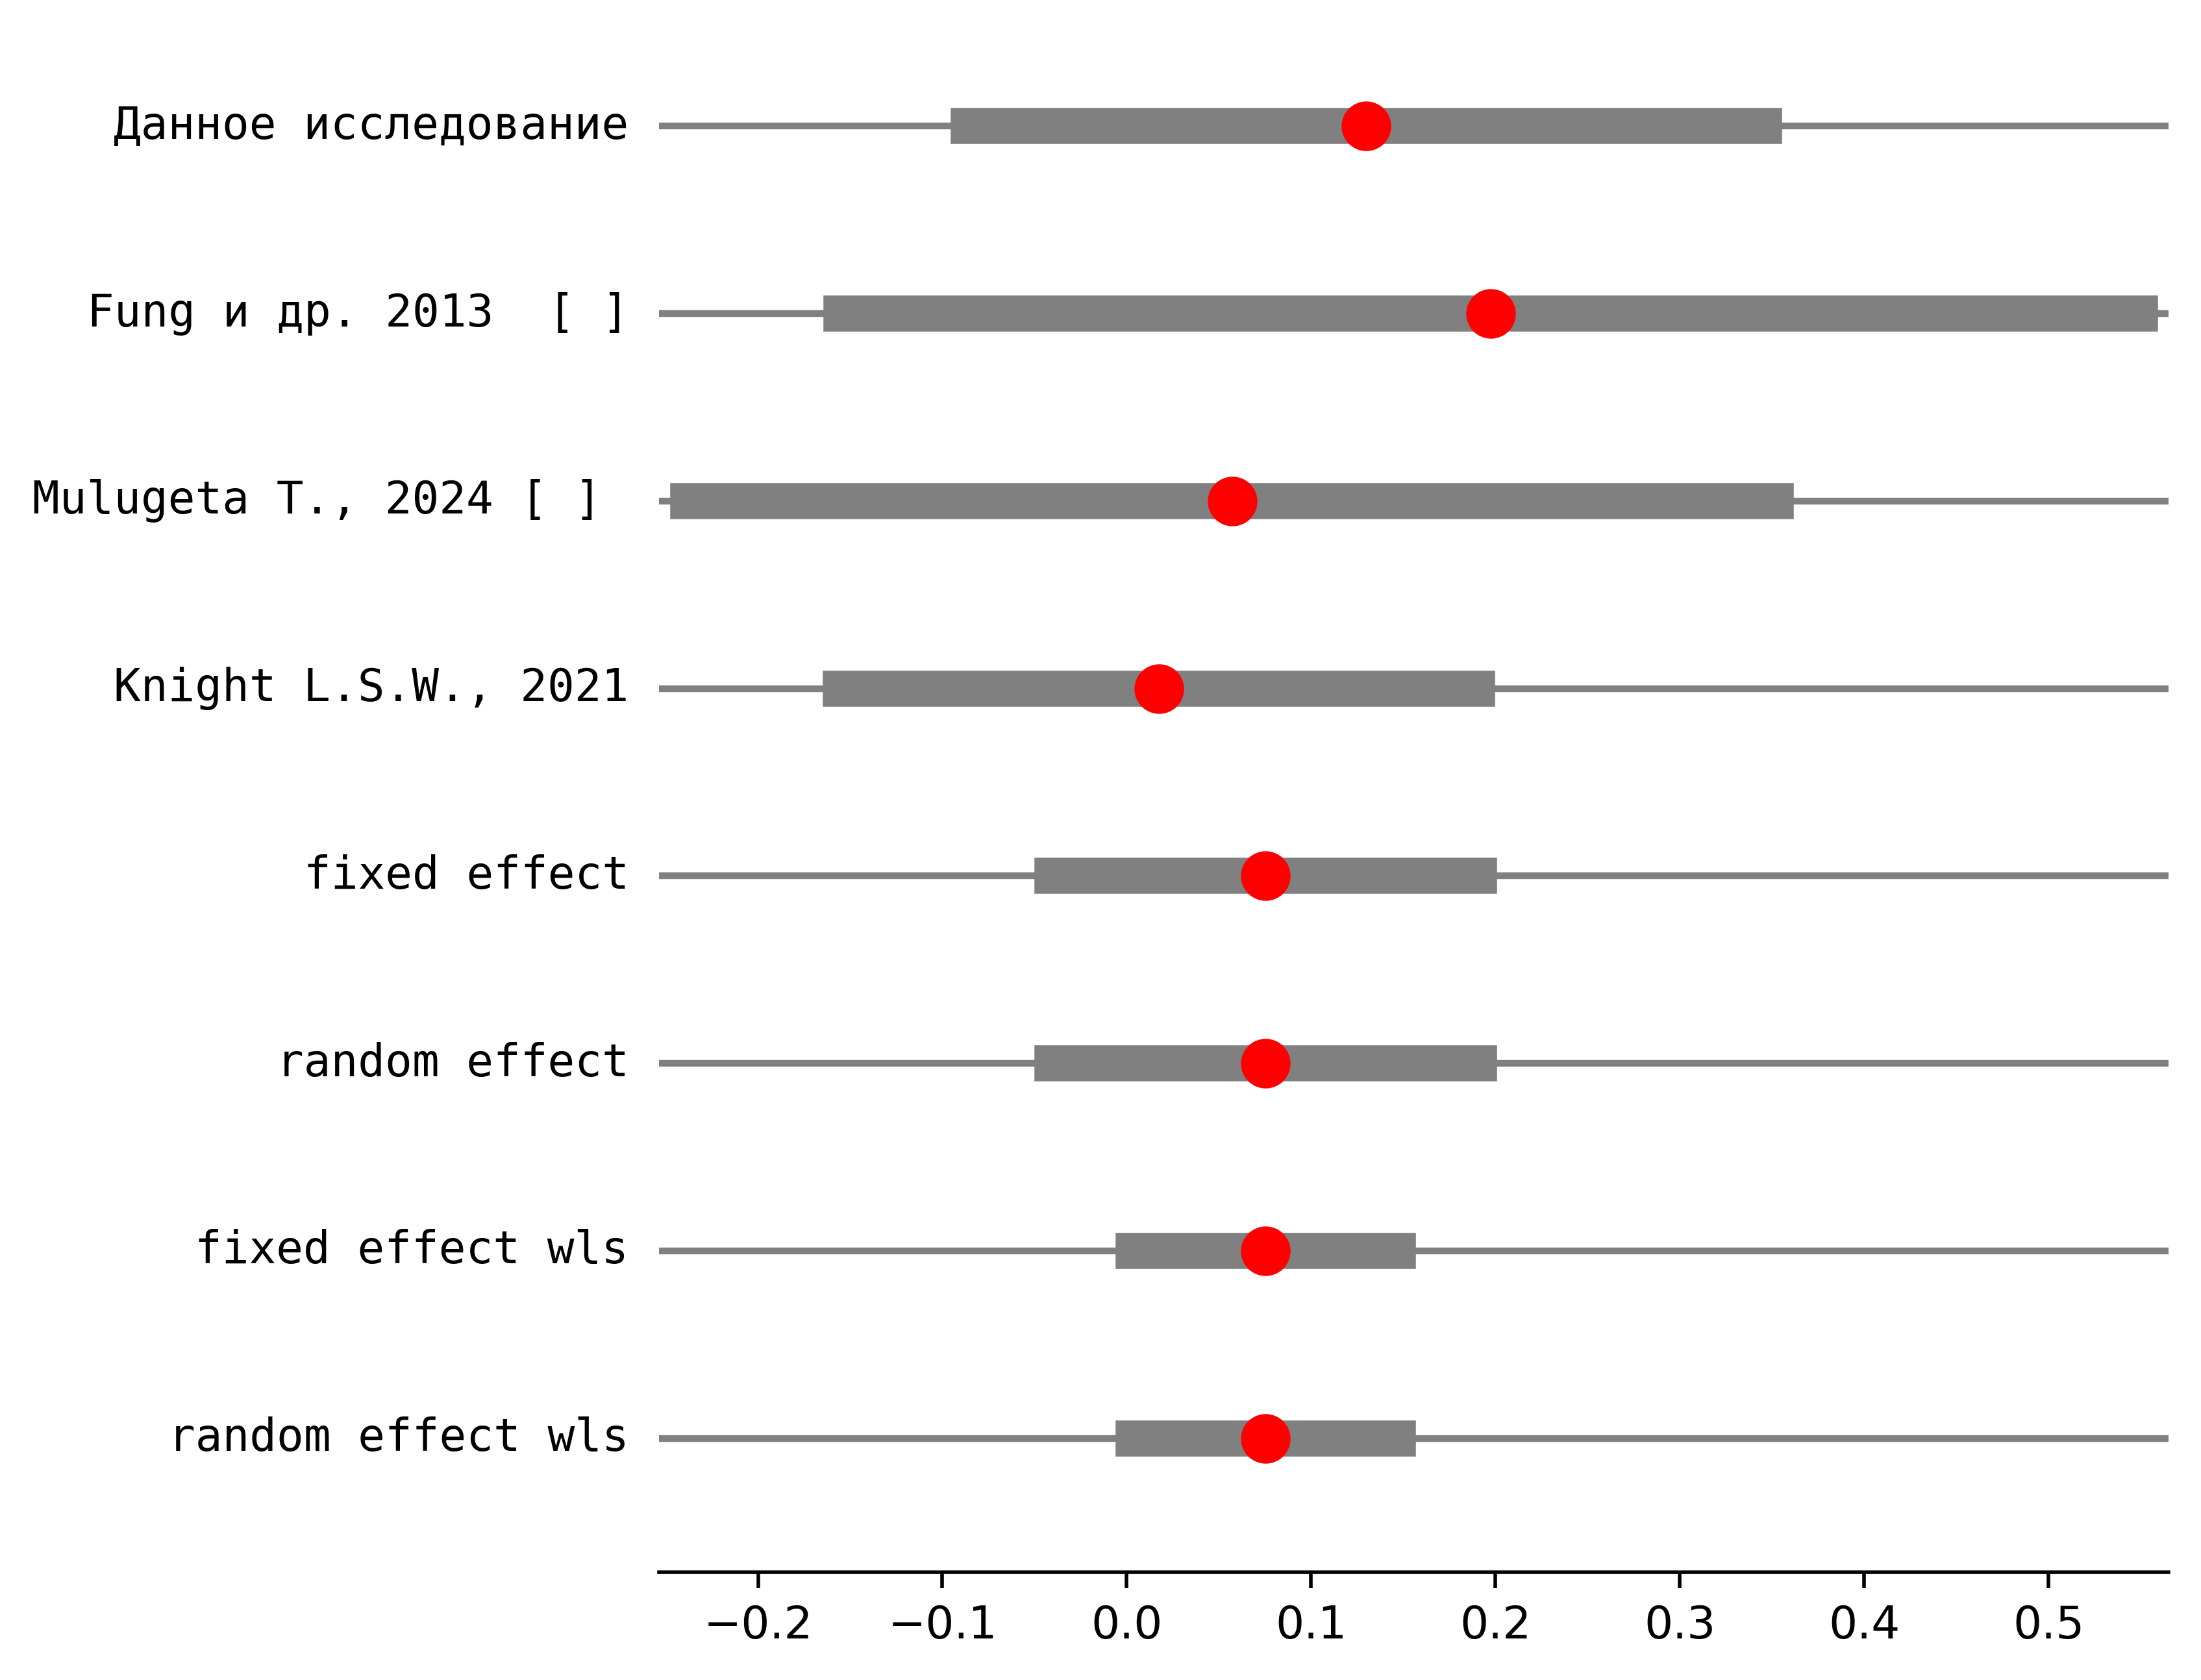 Данное исследование
Fung и др. 2013  [ ]
Mulugeta T., 2024 [ ]
Knight L.S.W., 2021
fixed effect
random effect
fixed effect wls
random effect wls
−0.2 −0.1 0.0 0.1 0.2 0.3 0.4 0.5